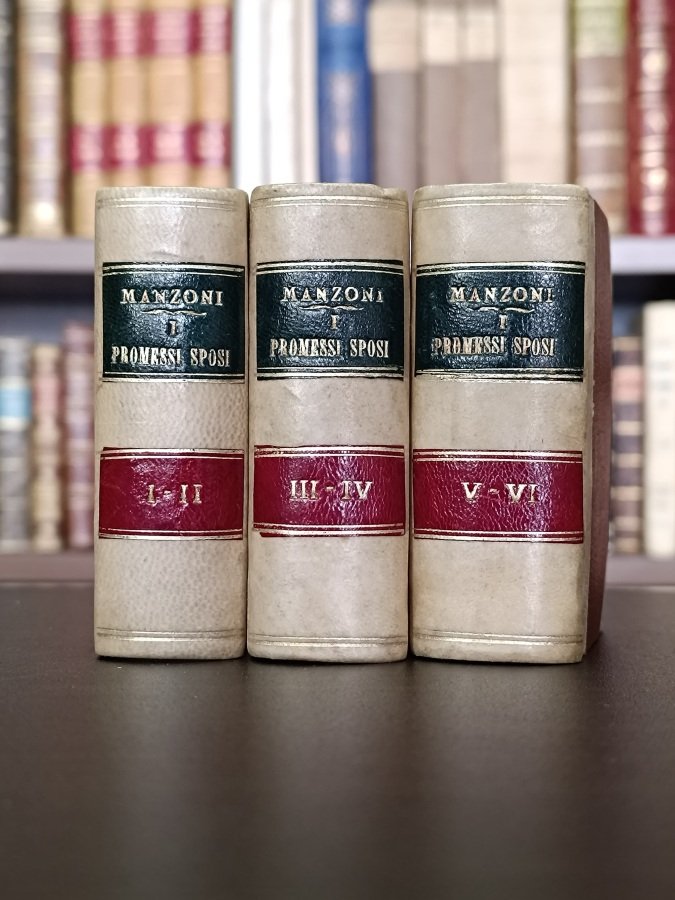 MANZONI
I
PROMESSI SPOSI
I-II
MANZONI
I
PROMESSI SPOSI
III-IV
MANZONI
I
PROMESSI SPOSI
V-VI